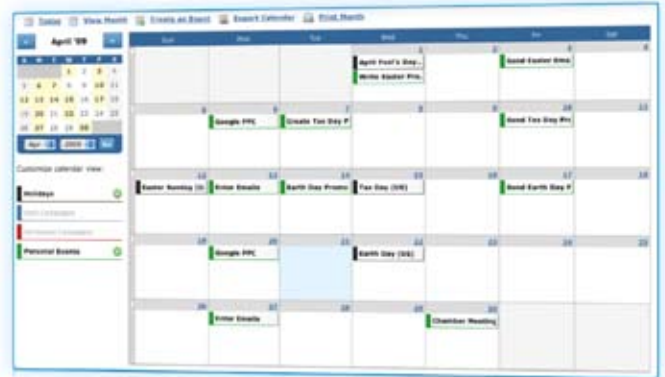 Today View Month Create an Event Export Calendar Print Month
April '09
Sun Mon Tue Wed Thu Fri Sat
1 2 3 4
April Fool's Day..
Write Easter Pro..
Send Easter Ema
5 6 7 8 9 10 11
Google PPC
Create Tax Day P
Send Tax Day Pro
12 13 14 15 16 17 18
Easter Sunday (U
Enter Emails
Earth Day Promo
Tax Day (US)
Send Earth Day P
19 20 21 22 23 24 25
Google PPC
Earth Day (US)
26 27 28 29 30
Enter Emails
Chamber Meeting
Apr 2009
Customize calendar view:
Holidays
Personal Events